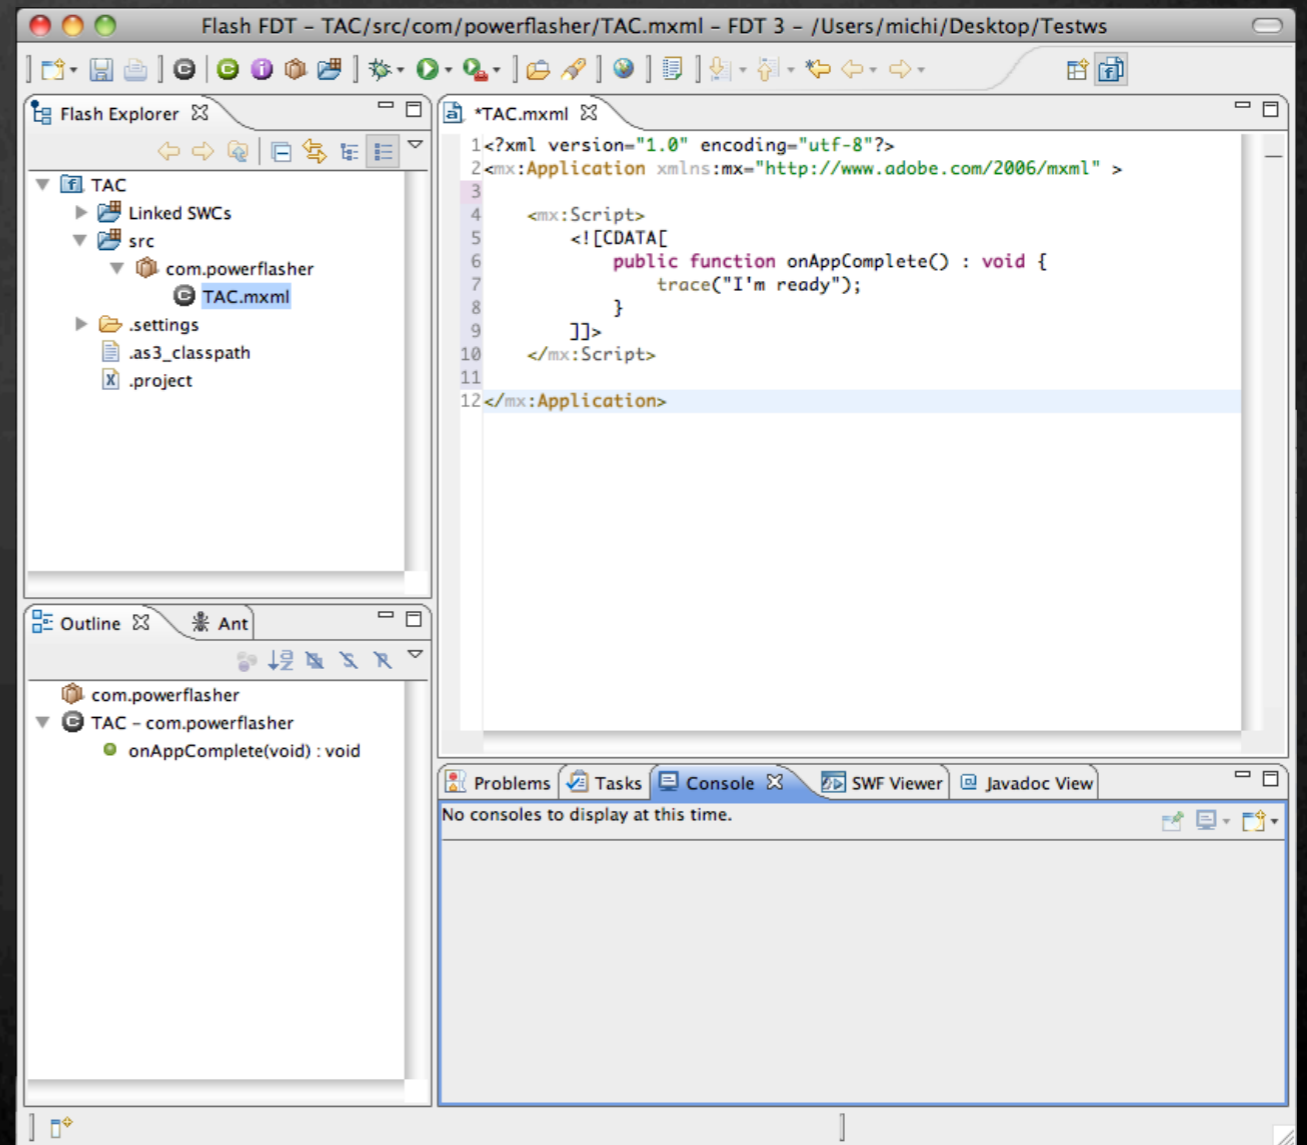 Flash FDT – TAC/src/com/powerflasher/TAC.mxml – FDT 3 – /Users/michi/Desktop/Testws
Flash Explorer
TAC
Linked SWCs
src
com.powerflasher
TAC.mxml
.settings
.as3_classpath
.project
Outline
Ant
com.powerflasher
TAC – com.powerflasher
onAppComplete(void) : void
*TAC.mxml
1<?xml version="1.0" encoding="utf-8"?>
2<mx:Application xmlns:mx="http://www.adobe.com/2006/mxml" >
3
4    <mx:Script>
5        <![CDATA[
6            public function onAppComplete() : void {
7                trace("I'm ready");
8            }
9        ]]>
10    </mx:Script>
11
12</mx:Application>
Problems Tasks Console SWF Viewer Javadoc View
No consoles to display at this time.